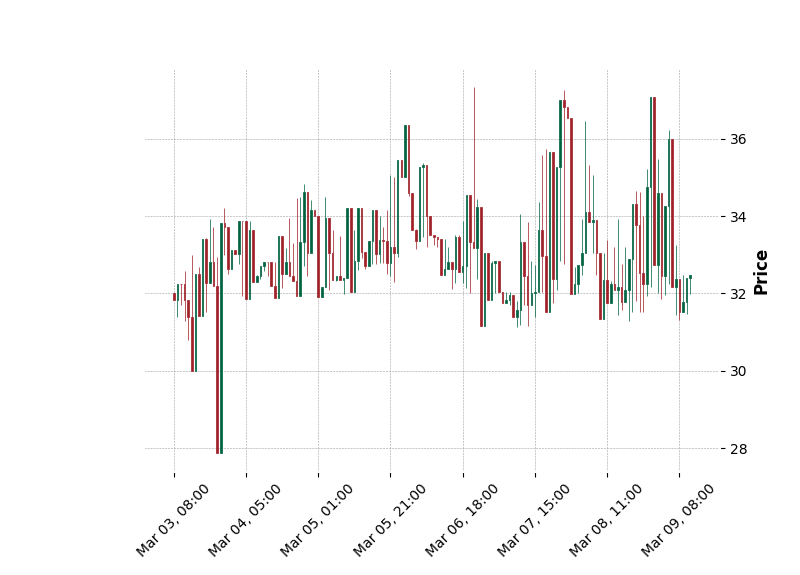 36
34
32
30
28
Price
Mar 03, 08:00
Mar 04, 05:00
Mar 05, 01:00
Mar 05, 21:00
Mar 06, 18:00
Mar 07, 15:00
Mar 08, 11:00
Mar 09, 08:00